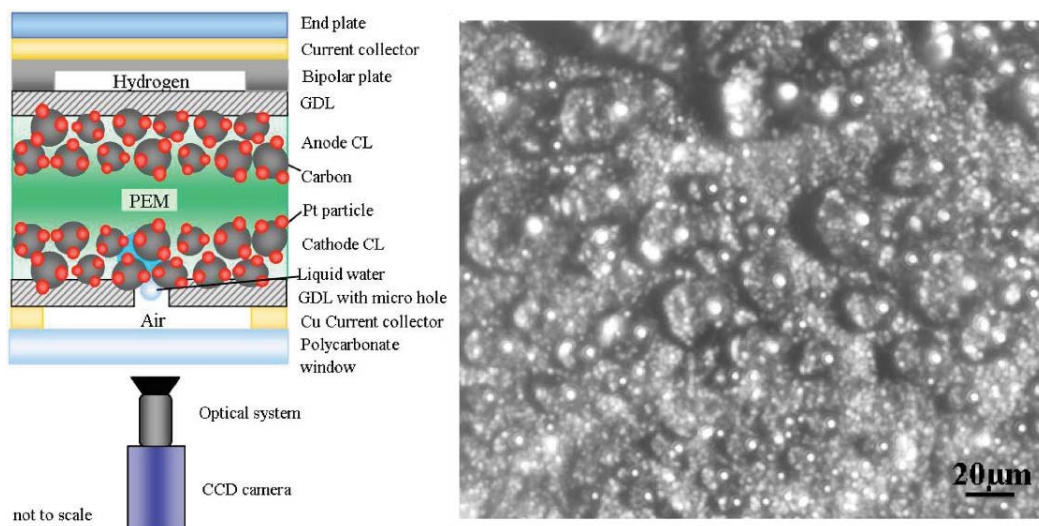 End plate
Current collector
Hydrogen
Bipolar plate
GDL
Anode CL
Carbon
PEM
Pt particle
Cathode CL
Liquid water
GDL with micro hole
Air
Cu Current collector
Polycarbonate
window
Optical system
CCD camera
not to scale
20μm